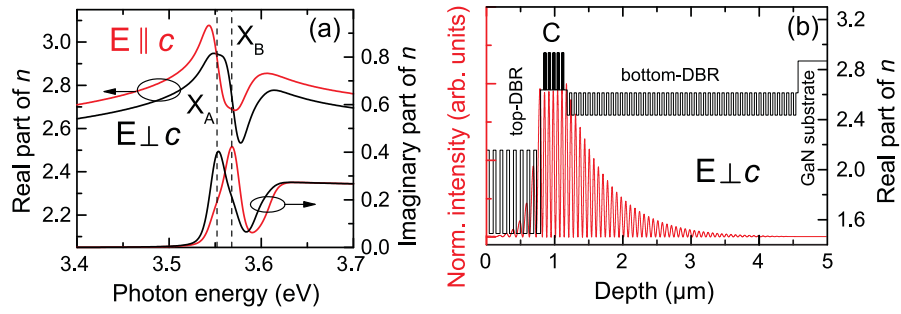 (a)
E ∥ c
X_B
X_A
E⊥c
Real part of n
3.0
2.8
2.6
2.4
2.2
0.8
0.6
0.4
0.2
0.0
Imaginary part of n
3.4
3.5
3.6
3.7
Photon energy (eV)
(b)
C
top-DBR
bottom-DBR
GaN substrate
E⊥c
Norm. intensity (arb. units)
3.2
2.8
2.4
2.0
1.6
Real part of n
0
1
2
3
4
5
Depth (μm)